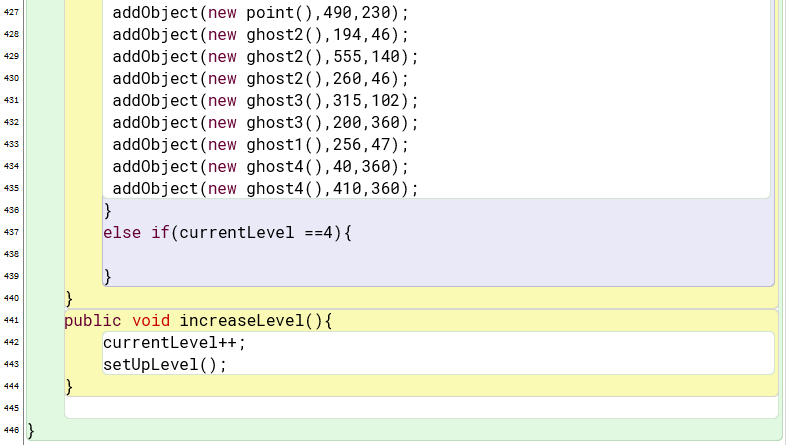 427 addObject(new point(),490,230);
428 addObject(new ghost2(),194,46);
429 addObject(new ghost2(),555,140);
430 addObject(new ghost2(),260,46);
431 addObject(new ghost3(),315,102);
432 addObject(new ghost3(),200,360);
433 addObject(new ghost1(),256,47);
434 addObject(new ghost4(),40,360);
435 addObject(new ghost4(),410,360);
436 }
437 else if(currentLevel ==4){
438
439 }
440 }
441 public void increaseLevel(){
442 currentLevel++;
443 setUpLevel();
444 }
445
446 }